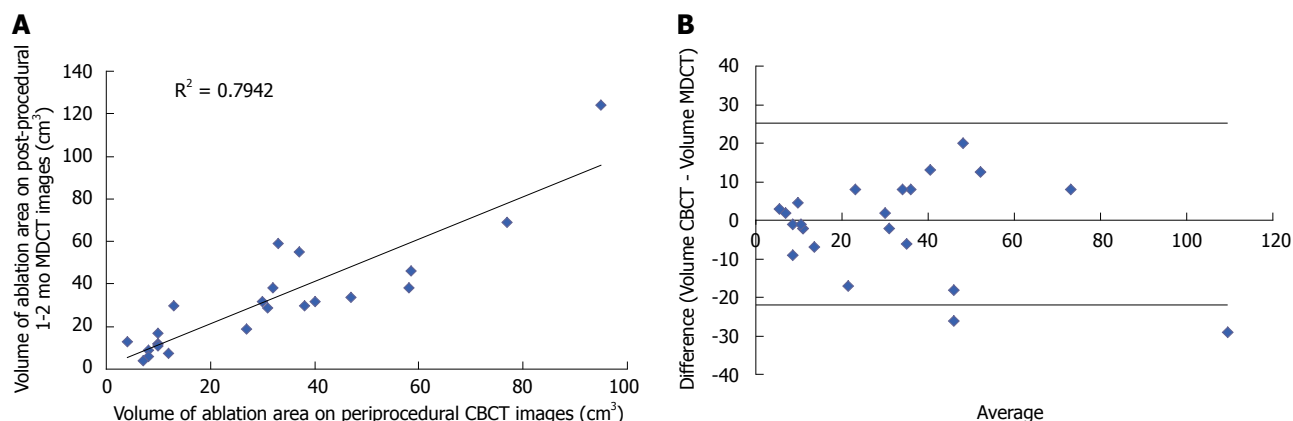 A
Volume of ablation area on post-procedural
1-2 mo MDCT images (cm³)
140
120
100
80
60
40
20
0
R² = 0.7942
0 20 40 60 80 100
Volume of ablation area on periprocedural CBCT images (cm³)
B
Difference (Volume CBCT - Volume MDCT)
40
30
20
10
0
-10
-20
-30
-40
0 20 40 60 80 100 120
Average